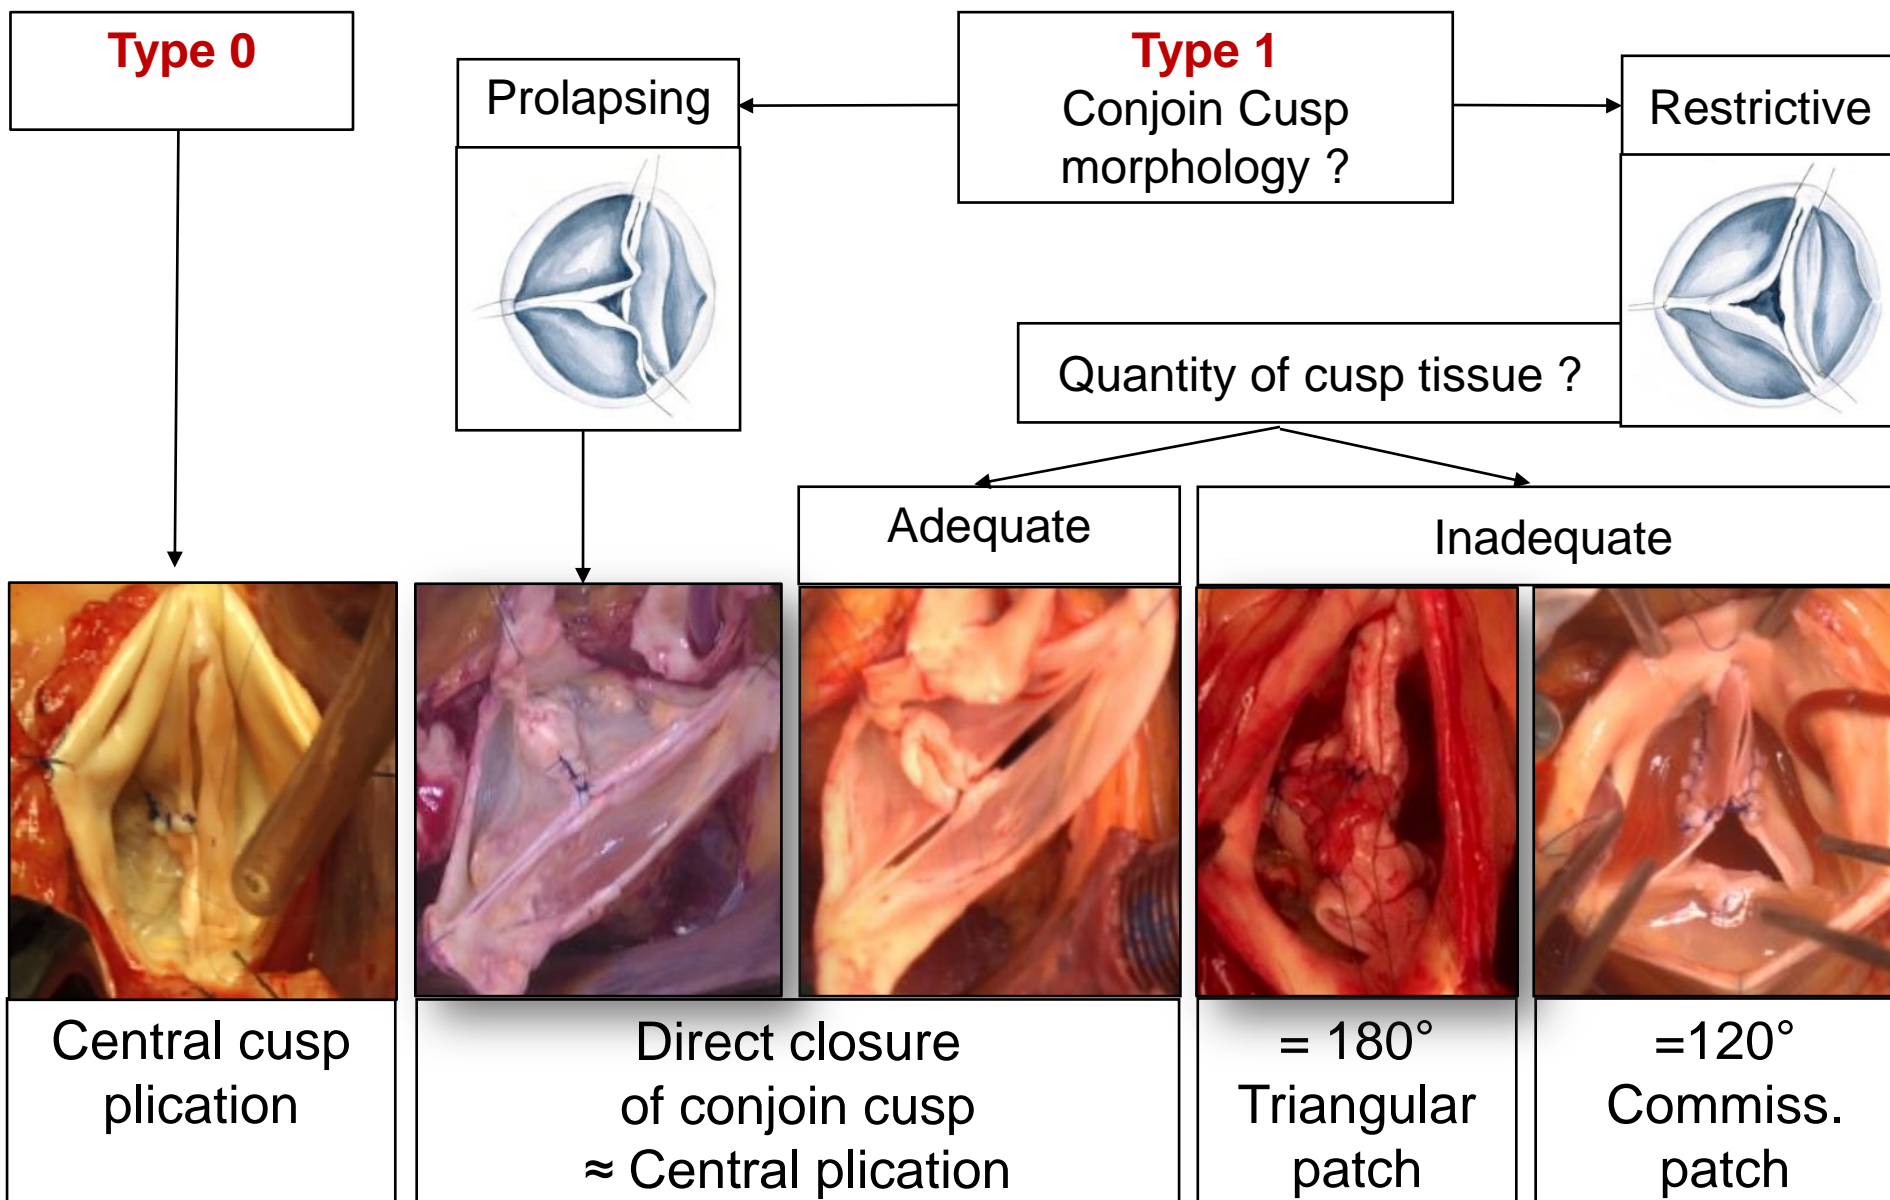 Type 0
Prolapsing
Type 1
Conjoin Cusp
morphology ?
Restrictive
Quantity of cusp tissue ?
Adequate
Inadequate
Central cusp
plication
Direct closure
of conjoin cusp
≈ Central plication
= 180°
Triangular
patch
=120°
Commiss.
patch